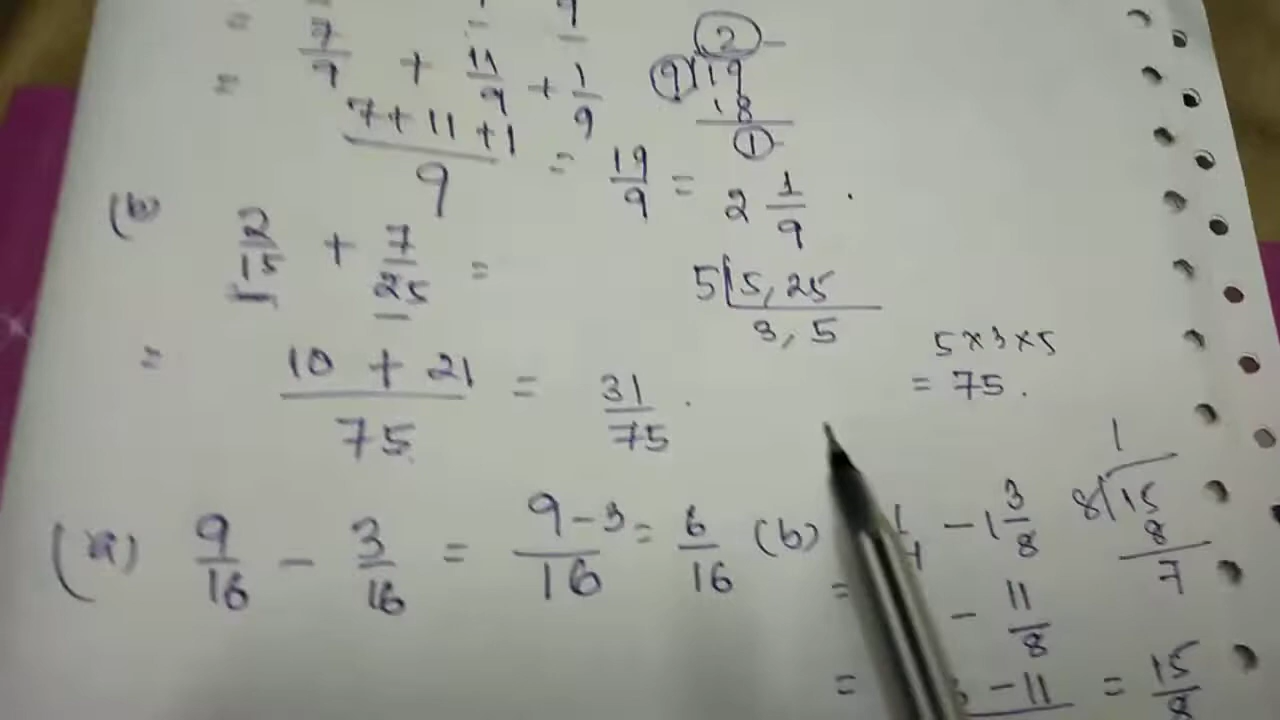 = 7/9 + 11/9 + 1/9
(7+11+1)/9 = 19/9 = 2 1/9 .
2
9)19
18
1
2/15 + 7/25 =
5|15, 25
3, 5
5×3×5
= 75 .
= (10 + 21)/75 = 31/75 .
(a) 9/16 - 3/16 = (9-3)/16 = 6/16
(b) - 1 3/8
= - 11/8
= - 11 = 15/8
1
8)15
8
7